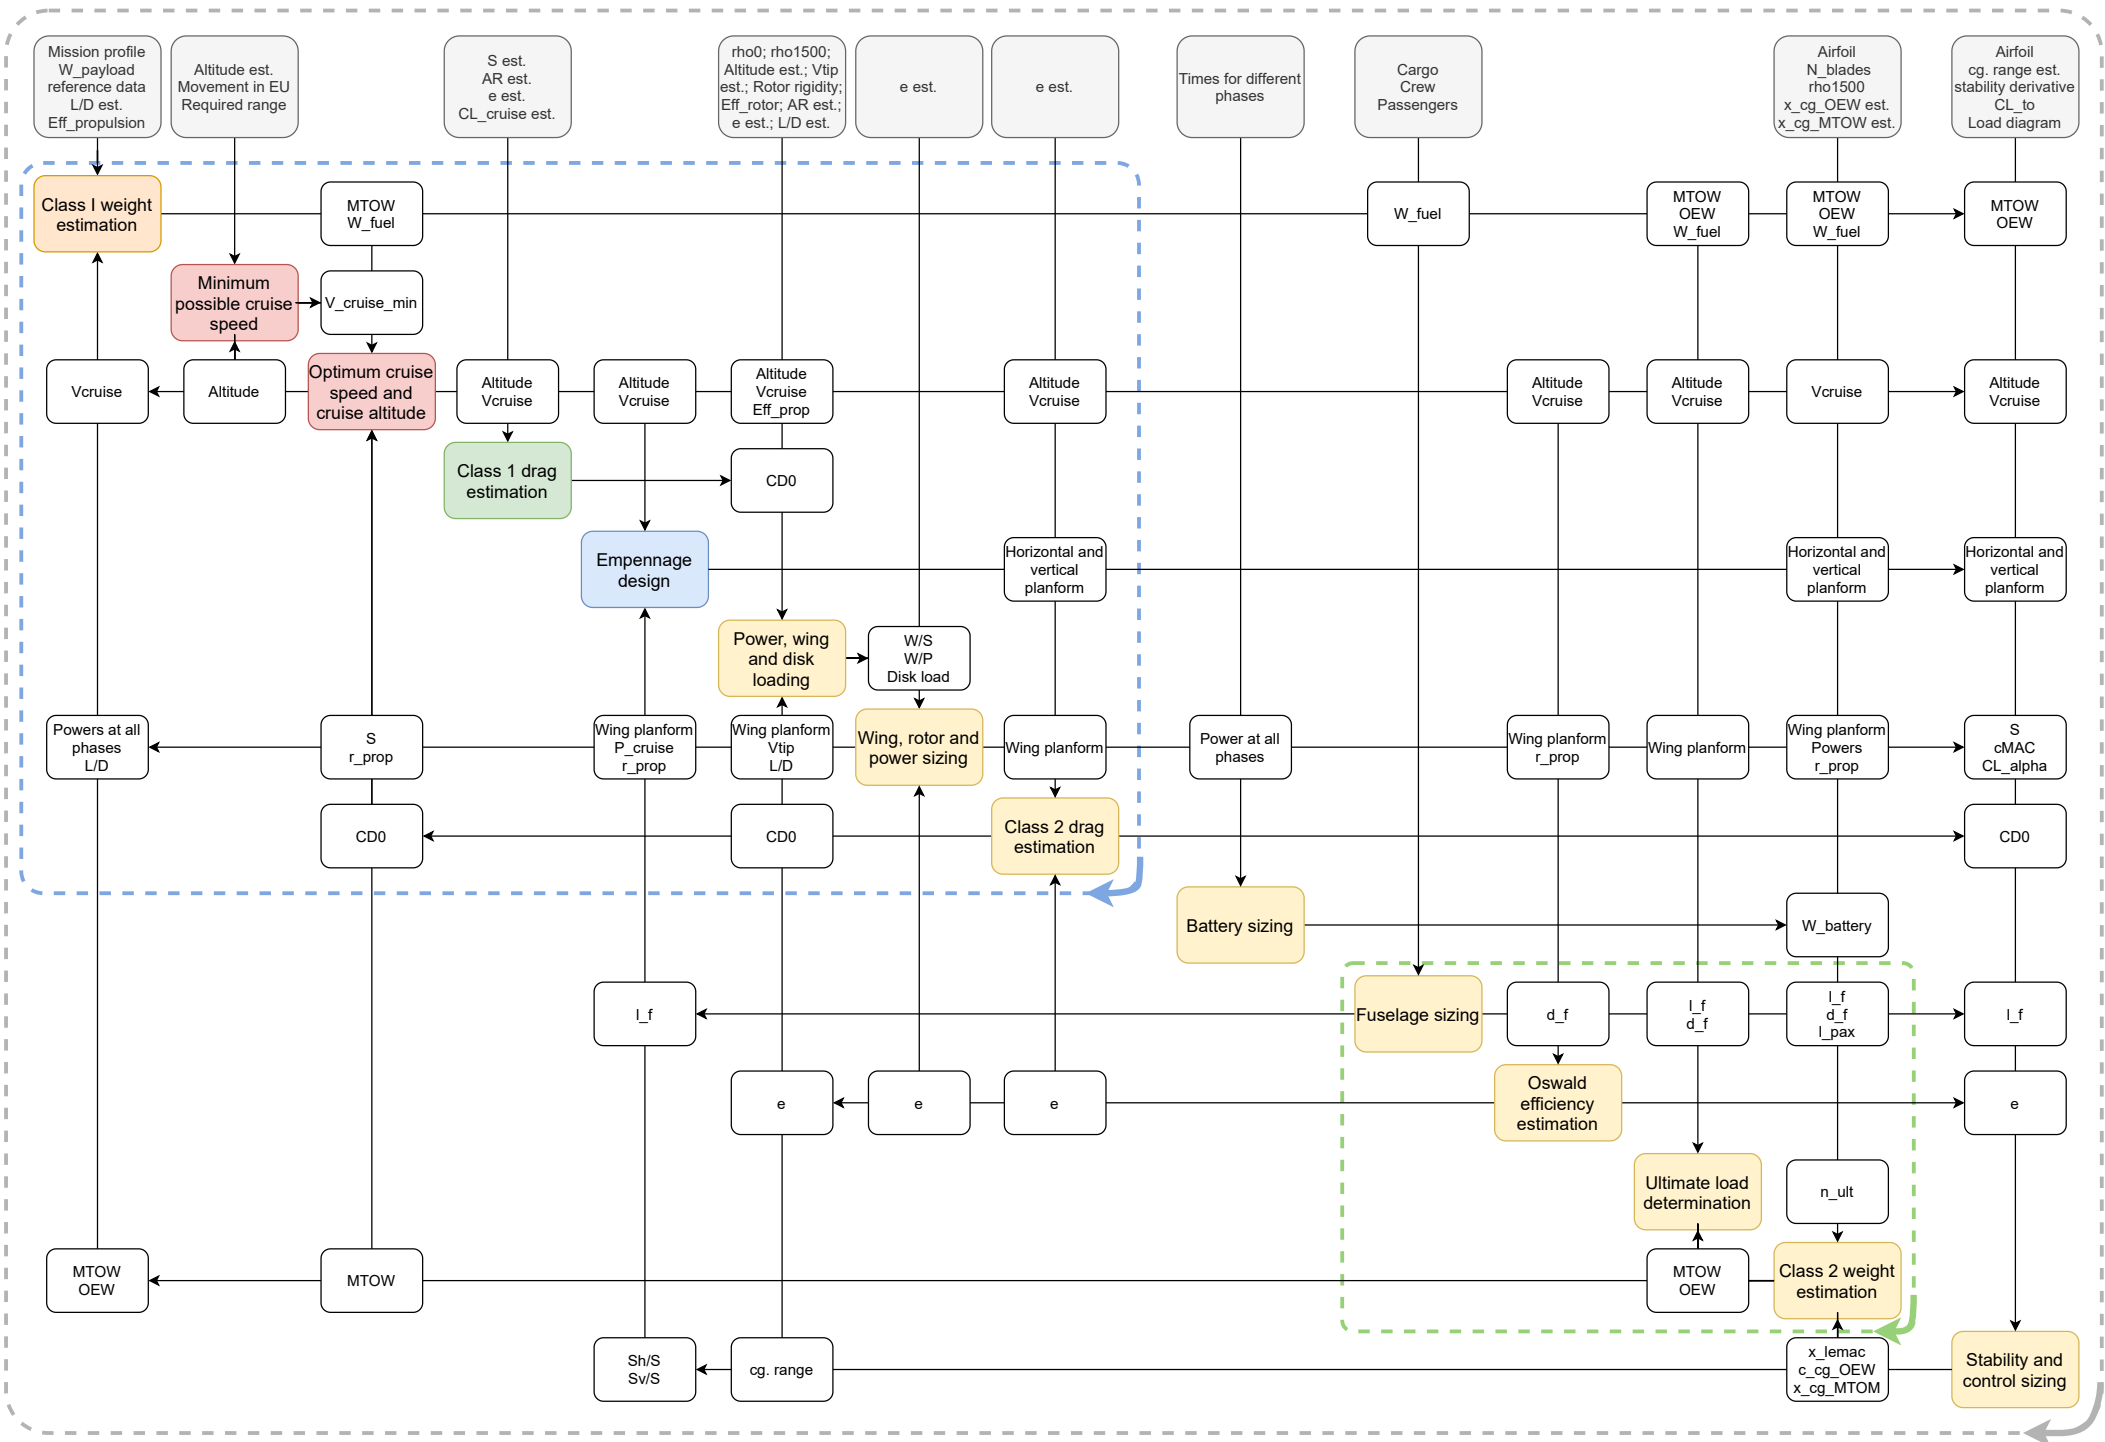 Mission profile
W_payload
reference data
L/D est.
Eff_propulsion
Altitude est.
Movement in EU
Required range
S est.
AR est.
e est.
CL_cruise est.
rho0; rho1500;
Altitude est.; Vtip
est.; Rotor rigidity;
Eff_rotor; AR est.;
e est.; L/D est.
e est.
e est.
Times for different
phases
Cargo
Crew
Passengers
Airfoil
N_blades
rho1500
x_cg_OEW est.
x_cg_MTOW est.
Airfoil
cg. range est.
stability derivative
CL_to
Load diagram
Class I weight
estimation
MTOW
W_fuel
W_fuel
MTOW
OEW
W_fuel
MTOW
OEW
W_fuel
MTOW
OEW
Minimum
possible cruise
speed
V_cruise_min
Vcruise
Altitude
Optimum cruise
speed and
cruise altitude
Altitude
Vcruise
Altitude
Vcruise
Altitude
Vcruise
Eff_prop
Altitude
Vcruise
Altitude
Vcruise
Altitude
Vcruise
Vcruise
Altitude
Vcruise
Class 1 drag
estimation
CD0
Empennage
design
Horizontal and
vertical
planform
Horizontal and
vertical
planform
Horizontal and
vertical
planform
Power, wing
and disk
loading
W/S
W/P
Disk load
Powers at all
phases
L/D
S
r_prop
Wing planform
P_cruise
r_prop
Wing planform
Vtip
L/D
Wing, rotor and
power sizing
Wing planform
Power at all
phases
Wing planform
r_prop
Wing planform
Wing planform
Powers
r_prop
S
cMAC
CL_alpha
CD0
CD0
Class 2 drag
estimation
CD0
Battery sizing
W_battery
l_f
Fuselage sizing
d_f
l_f
d_f
l_f
d_f
l_pax
l_f
e
e
e
Oswald
efficiency
estimation
e
Ultimate load
determination
n_ult
MTOW
OEW
MTOW
MTOW
OEW
Class 2 weight
estimation
Sh/S
Sv/S
cg. range
x_lemac
c_cg_OEW
x_cg_MTOM
Stability and
control sizing